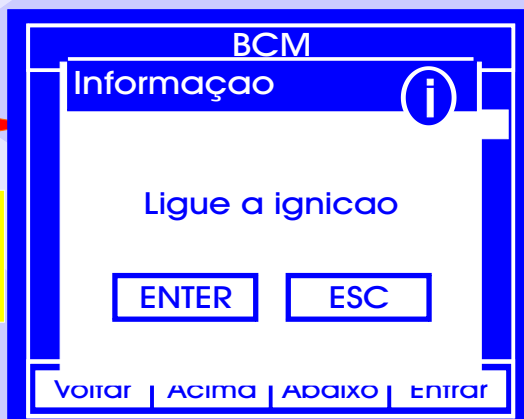 BCM
Informaçao
i
Ligue a ignicao
ENTER ESC
Voltar Acima Abaixo Entrar